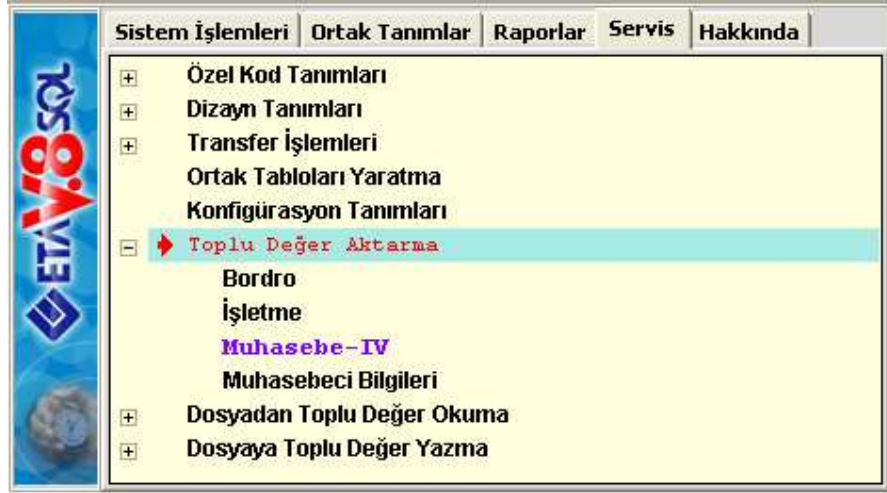 Sistem İşlemleri Ortak Tanımlar Raporlar Servis Hakkında
Özel Kod Tanımları
Dizayn Tanımları
Transfer İşlemleri
Ortak Tabloları Yaratma
Konfigürasyon Tanımları
Toplu Değer Aktarma
Bordro
İşletme
Muhasebe-IV
Muhasebeci Bilgileri
Dosyadan Toplu Değer Okuma
Dosyaya Toplu Değer Yazma
ETA V.8 SQL